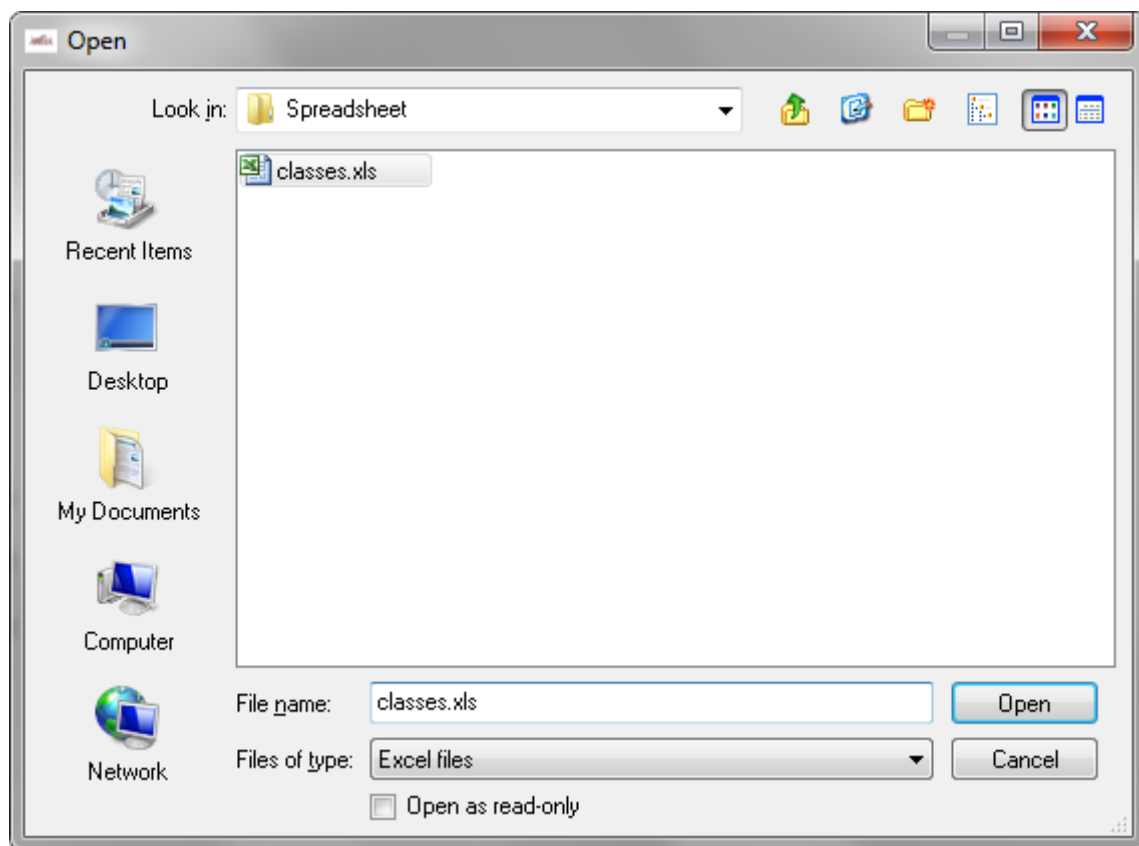 Open
Look in: Spreadsheet
classes.xls
Recent Items
Desktop
My Documents
Computer
Network
File name: classes.xls Open
Files of type: Excel files Cancel
Open as read-only